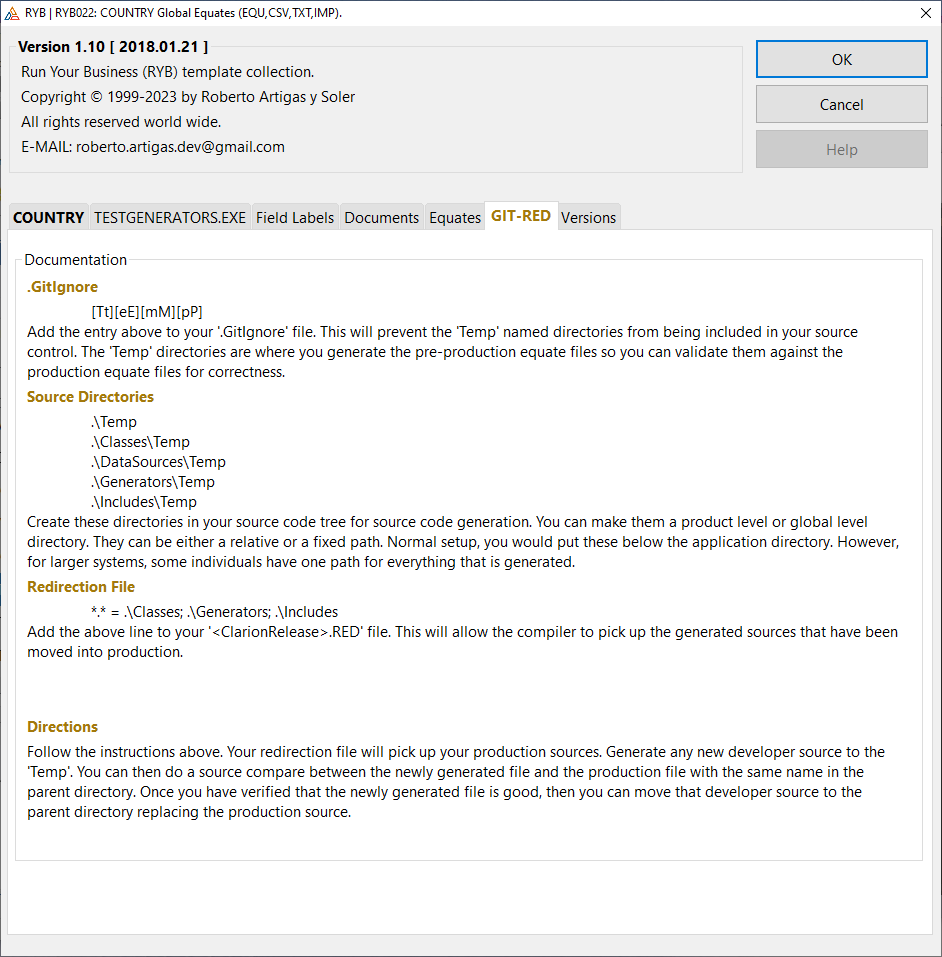 RYB | RYB022: COUNTRY Global Equates (EQU,CSV,TXT,IMP).
Version 1.10 [ 2018.01.21 ]
Run Your Business (RYB) template collection.
Copyright © 1999-2023 by Roberto Artigas y Soler
All rights reserved world wide.
E-MAIL: roberto.artigas.dev@gmail.com
OK
Cancel
Help
COUNTRY TESTGENERATORS.EXE Field Labels Documents Equates GIT-RED Versions
Documentation
.GitIgnore
[Tt][eE][mM][pP]
Add the entry above to your '.GitIgnore' file. This will prevent the 'Temp' named directories from being included in your source
control. The 'Temp' directories are where you generate the pre-production equate files so you can validate them against the
production equate files for correctness.
Source Directories
.\Temp
.\Classes\Temp
.\DataSources\Temp
.\Generators\Temp
.\Includes\Temp
Create these directories in your source code tree for source code generation. You can make them a product level or global level
directory. They can be either a relative or a fixed path. Normal setup, you would put these below the application directory. However,
for larger systems, some individuals have one path for everything that is generated.
Redirection File
*.* = .\Classes; .\Generators; .\Includes
Add the above line to your '<ClarionRelease>.RED' file. This will allow the compiler to pick up the generated sources that have been
moved into production.
Directions
Follow the instructions above. Your redirection file will pick up your production sources. Generate any new developer source to the
'Temp'. You can then do a source compare between the newly generated file and the production file with the same name in the
parent directory. Once you have verified that the newly generated file is good, then you can move that developer source to the
parent directory replacing the production source.